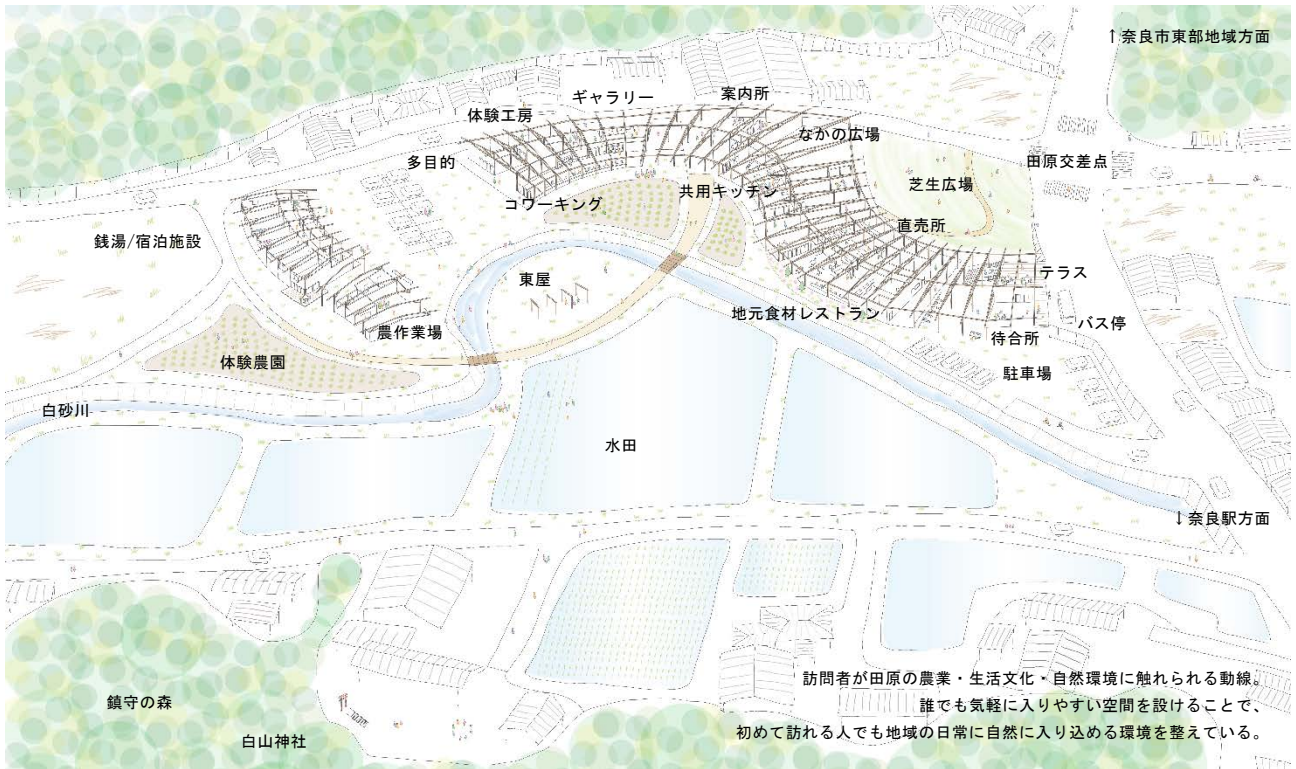 ↑奈良市東部地域方面
ギャラリー
案内所
体験工房
なかの広場
多目的
田原交差点
芝生広場
共用キッチン
コワーキング
直売所
銭湯/宿泊施設
テラス
東屋
地元食材レストラン
バス停
農作業場
待合所
体験農園
駐車場
白砂川
水田
↓奈良駅方面
訪問者が田原の農業・生活文化・自然環境に触れられる動線。
誰でも気軽に入りやすい空間を設けることで、
初めて訪れる人でも地域の日常に自然に入り込める環境を整えている。
鎮守の森
白山神社